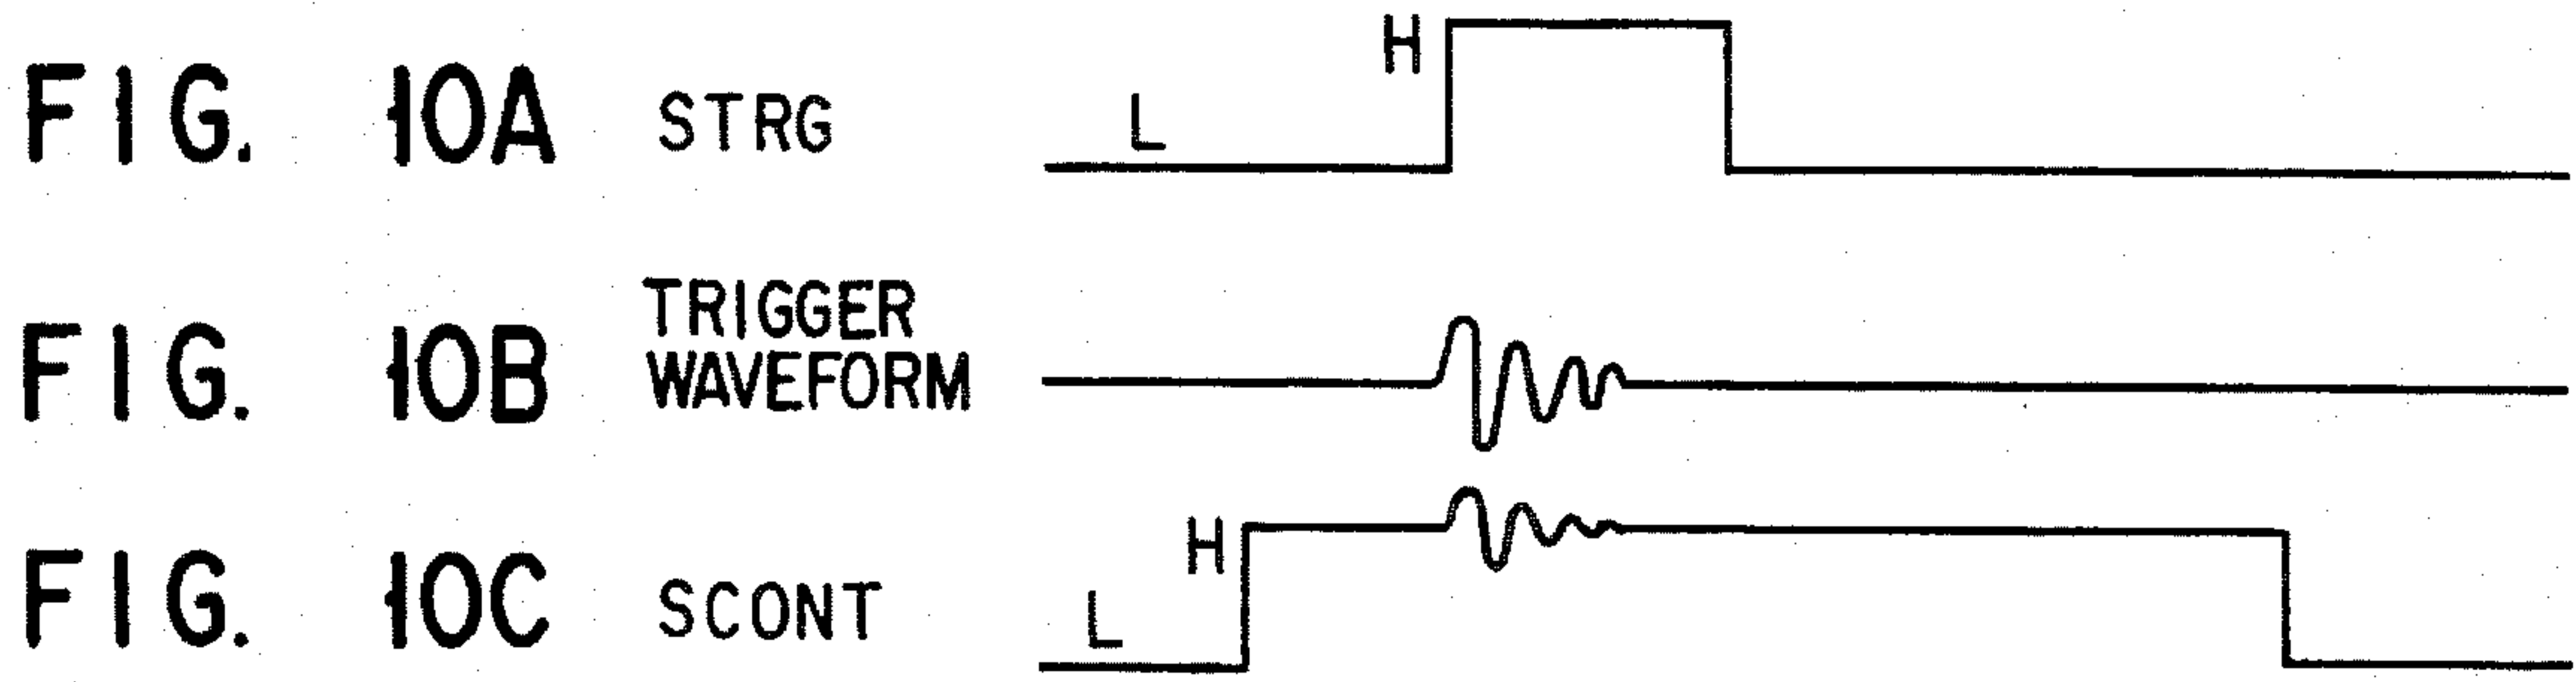 FIG. 10A STRG
L
H
FIG. 10B TRIGGER
WAVEFORM
FIG. 10C SCONT
L
H